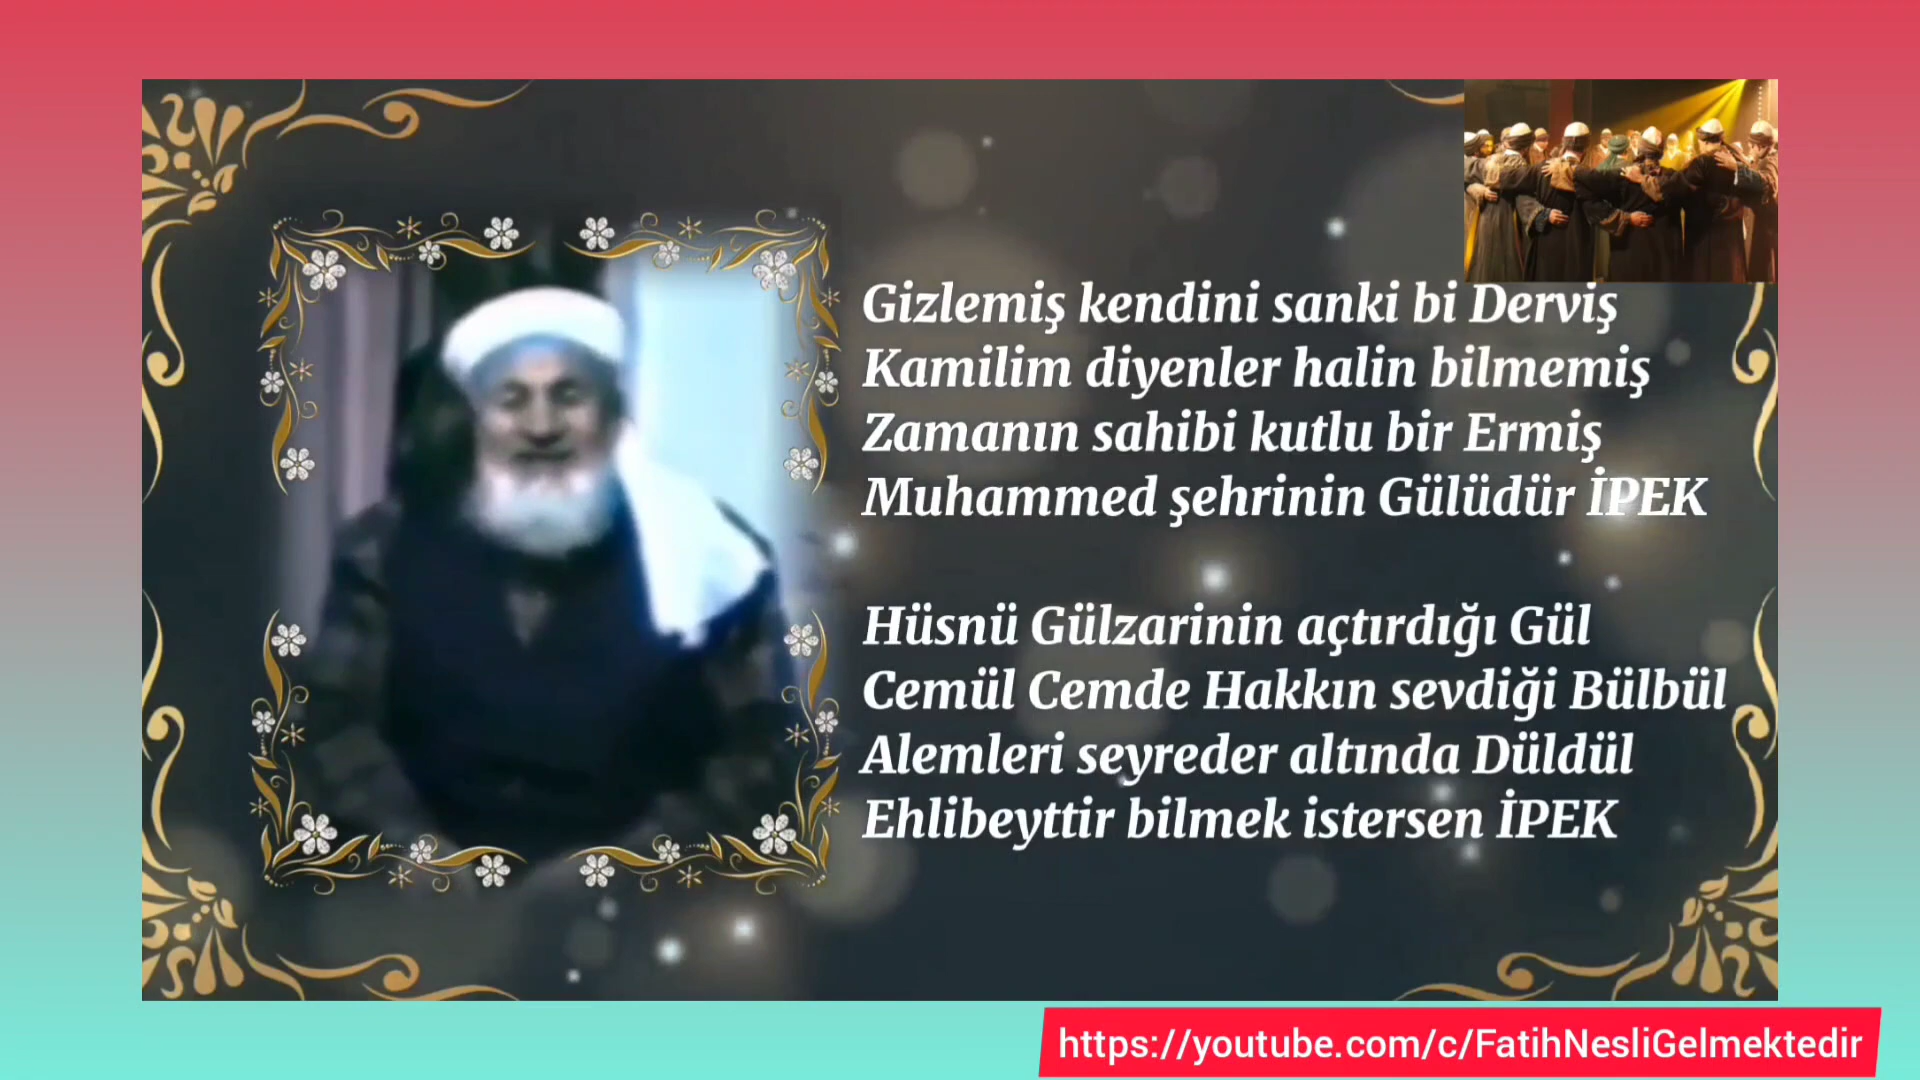 Gizlemiş kendini sanki bi Derviş
Kamilim diyenler halin bilmemiş
Zamanın sahibi kutlu bir Ermiş
Muhammed şehrinin Gülüdür İPEK
Hüsnü Gülzarinin açtırdığı Gül
Cemül Cemde Hakkın sevdiği Bülbül
Alemleri seyreder altında Düldül
Ehlibeyttir bilmek istersen İPEK
https://youtube.com/c/FatihNesliGelmektedir